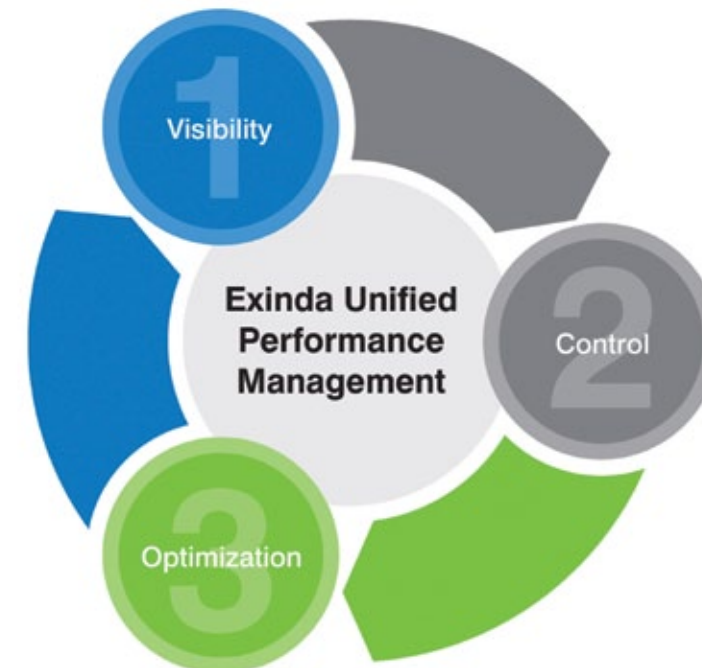 1
Visibility
Exinda Unified
Performance
Management
2
Control
3
Optimization